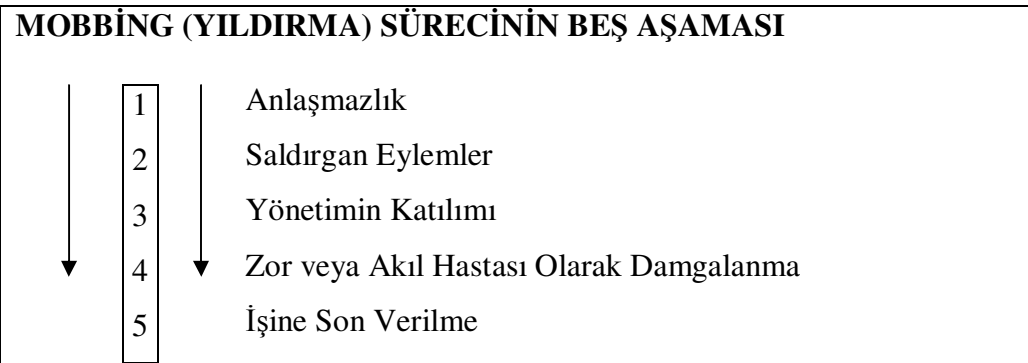 MOBBİNG (YILDIRMA) SÜRECİNİN BEŞ AŞAMASI
1 Anlaşmazlık
2 Saldırgan Eylemler
3 Yönetimin Katılımı
4 Zor veya Akıl Hastası Olarak Damgalanma
5 İşine Son Verilme